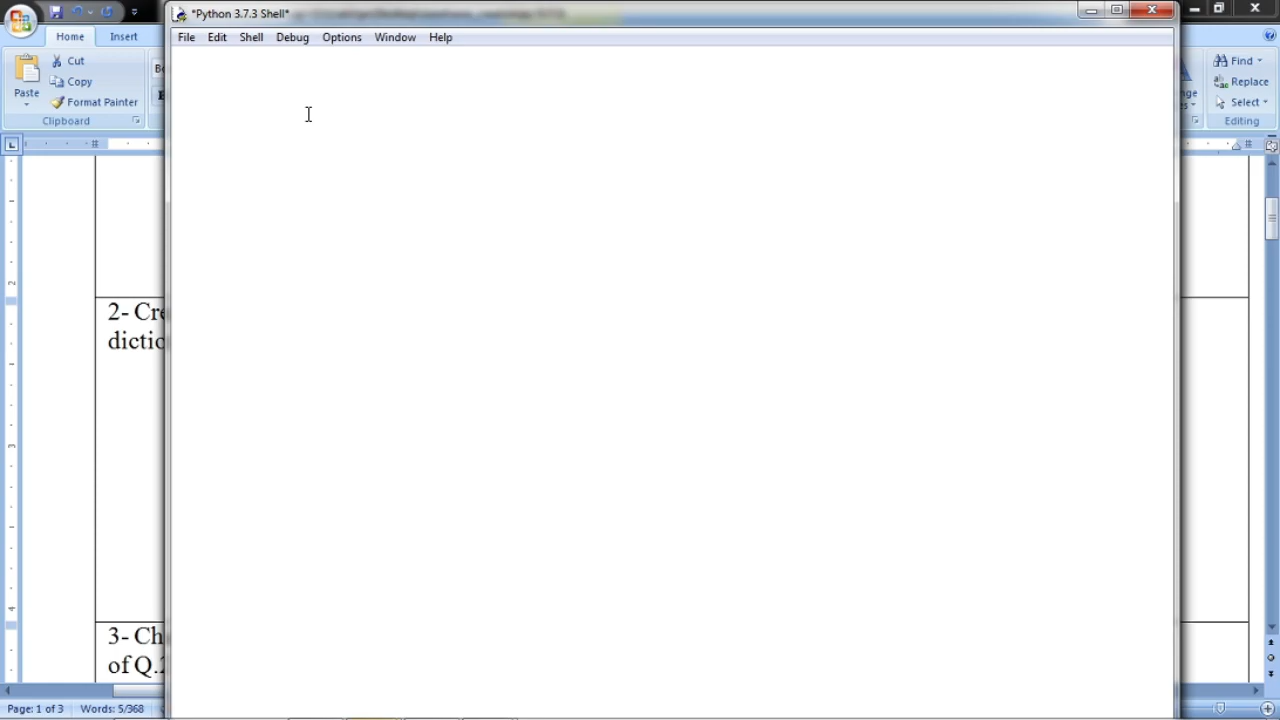 *Python 3.7.3 Shell*
File Edit Shell Debug Options Window Help
Home Insert
Paste
Cut
Copy
Format Painter
Clipboard
Find
Replace
Select
Editing
2- Cre
dictio
3- Ch
of Q.2
Page: 1 of 3 Words: 5/368